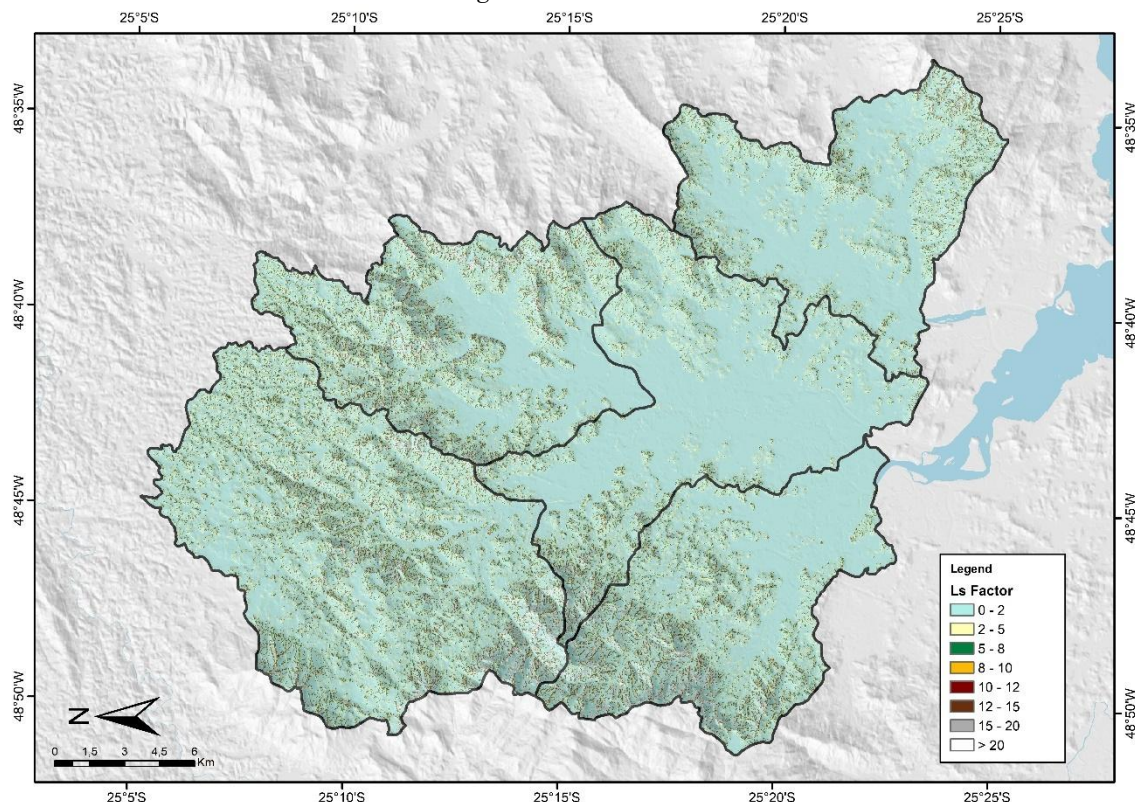 25°5'S 25°10'S 25°15'S 25°20'S 25°25'S
48°35'W 48°35'W
48°40'W 48°40'W
48°45'W 48°45'W
48°50'W 48°50'W
Legend
Ls Factor
0 - 2
2 - 5
5 - 8
8 - 10
10 - 12
12 - 15
15 - 20
> 20
N
0 1,5 3 4,5 6
Km
25°5'S 25°10'S 25°15'S 25°20'S 25°25'S